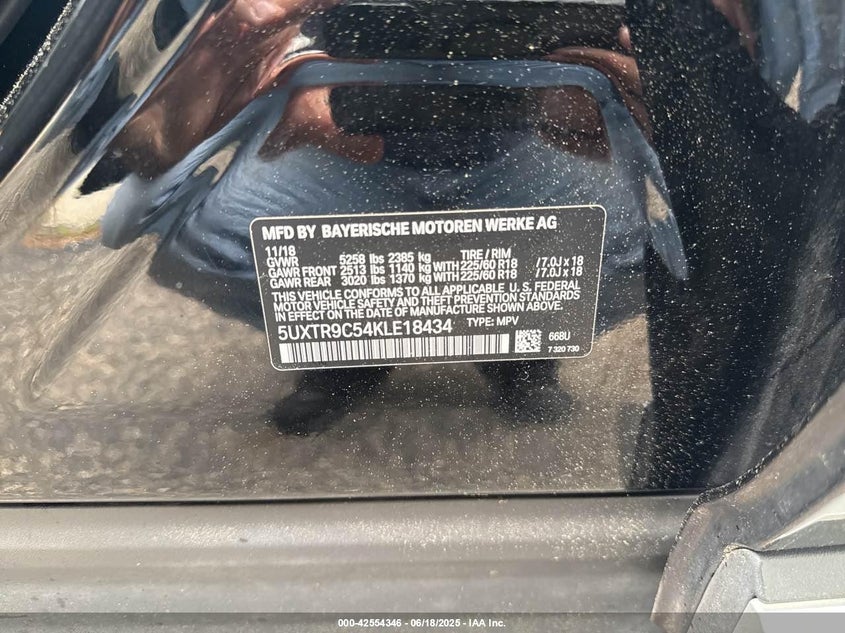 MFD BY BAYERISCHE MOTOREN WERKE AG
11/18
GVWR 5258 lbs 2385 kg TIRE / RIM
GAWR FRONT 2513 lbs 1140 kg WITH 225/60 R18 /7.0J x 18
GAWR REAR 3020 lbs 1370 kg WITH 225/60 R18 /7.0J x 18
THIS VEHICLE CONFORMS TO ALL APPLICABLE U. S. FEDERAL
MOTOR VEHICLE SAFETY AND THEFT PREVENTION STANDARDS
IN EFFECT ON THE DATE OF MANUFACTURE SHOWN ABOVE.
5UXTR9C54KLE18434 TYPE: MPV
668U
7 320 730
000-42554346 - 06/18/2025 - IAA Inc.